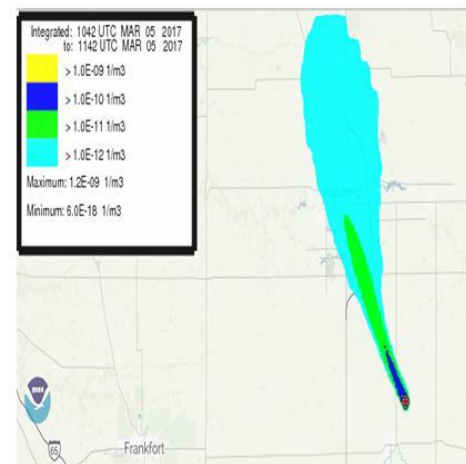 Integrated: 1042 UTC MAR 05 2017
to: 1142 UTC MAR 05 2017
> 1.0E-09 1/m3
> 1.0E-10 1/m3
> 1.0E-11 1/m3
> 1.0E-12 1/m3
Maximum: 1.2E-09 1/m3
Minimum: 6.0E-18 1/m3
Kokomo
65
Frankfort